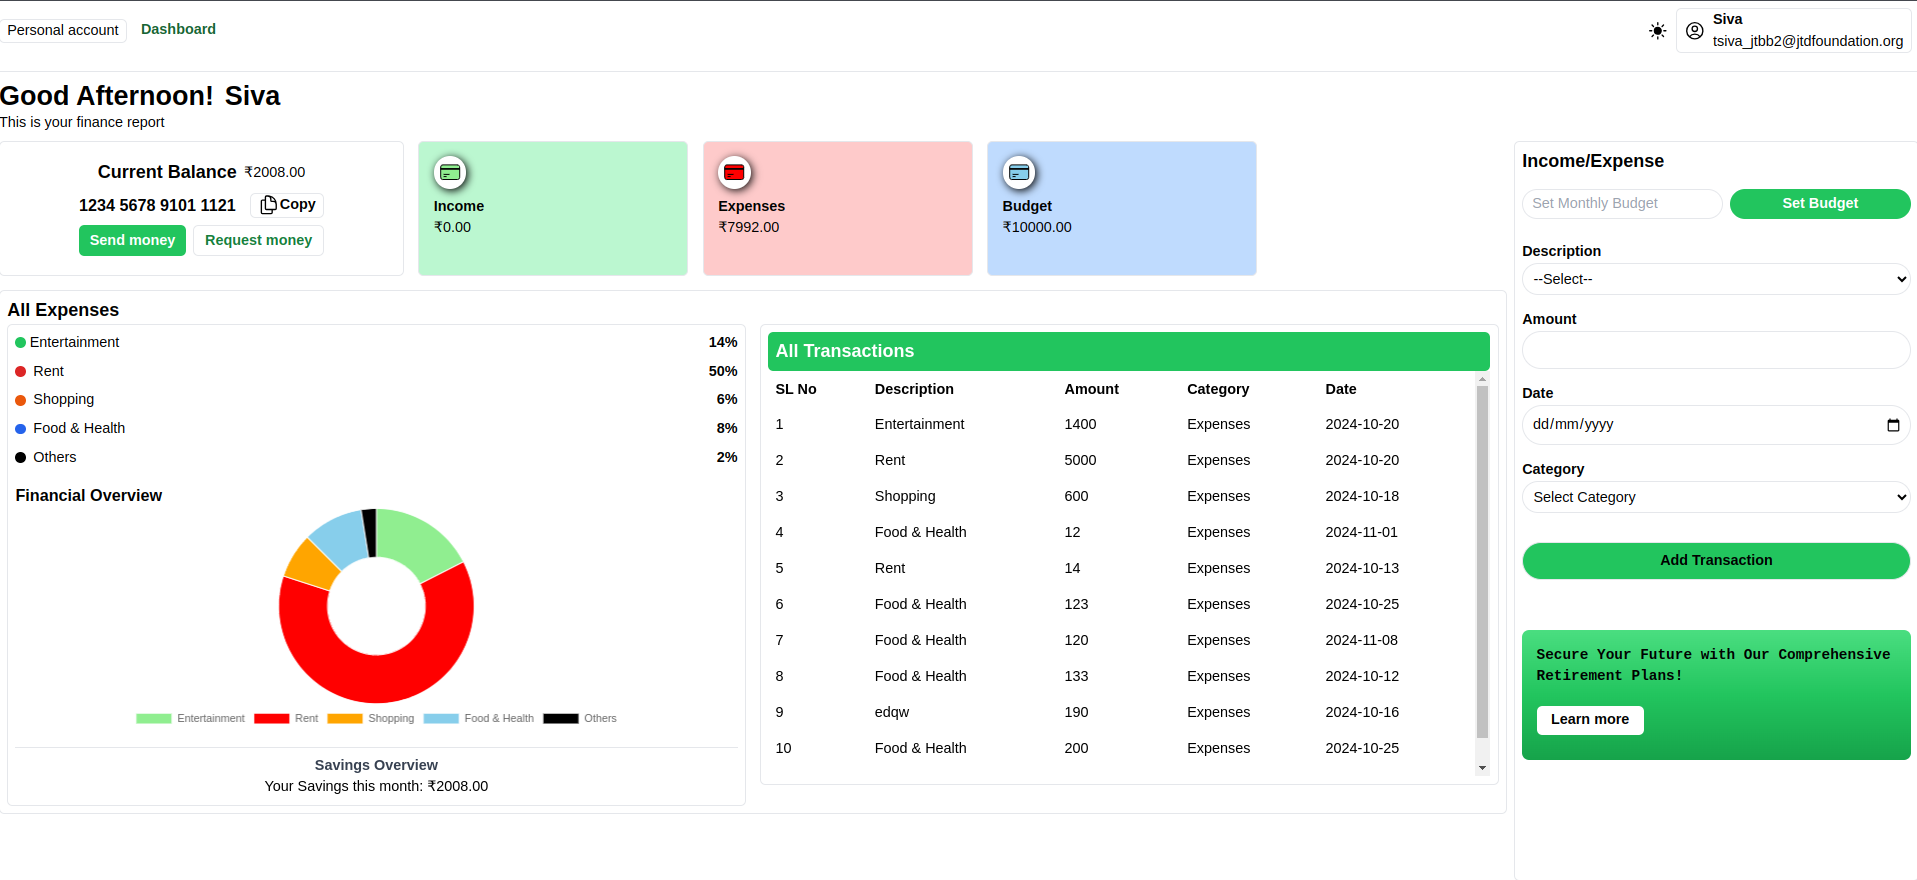 Personal account
Dashboard
Siva
tsiva_jtbb2@jtdfoundation.org
Good Afternoon! Siva
This is your finance report
Current Balance ₹2008.00
1234 5678 9101 1121 Copy
Send money Request money
Income
₹0.00
Expenses
₹7992.00
Budget
₹10000.00
All Expenses
Entertainment 14%
Rent 50%
Shopping 6%
Food & Health 8%
Others 2%
Financial Overview
Entertainment Rent Shopping Food & Health Others
Savings Overview
Your Savings this month: ₹2008.00
All Transactions
SL No Description Amount Category Date
1 Entertainment 1400 Expenses 2024-10-20
2 Rent 5000 Expenses 2024-10-20
3 Shopping 600 Expenses 2024-10-18
4 Food & Health 12 Expenses 2024-11-01
5 Rent 14 Expenses 2024-10-13
6 Food & Health 123 Expenses 2024-10-25
7 Food & Health 120 Expenses 2024-11-08
8 Food & Health 133 Expenses 2024-10-12
9 edqw 190 Expenses 2024-10-16
10 Food & Health 200 Expenses 2024-10-25
Income/Expense
Set Monthly Budget Set Budget
Description
--Select--
Amount
Date
dd/mm/yyyy
Category
Select Category
Add Transaction
Secure Your Future with Our Comprehensive
Retirement Plans!
Learn more